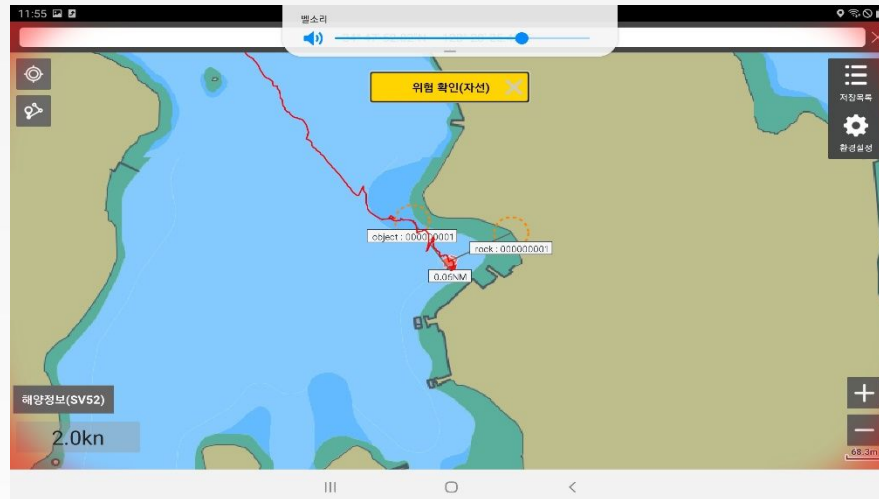 11:55
벨소리
위험 확인(자선)
저장목록
환경설정
object : 000000001
rock : 000000001
0.06NM
해양정보(SV52)
2.0kn
68.3m